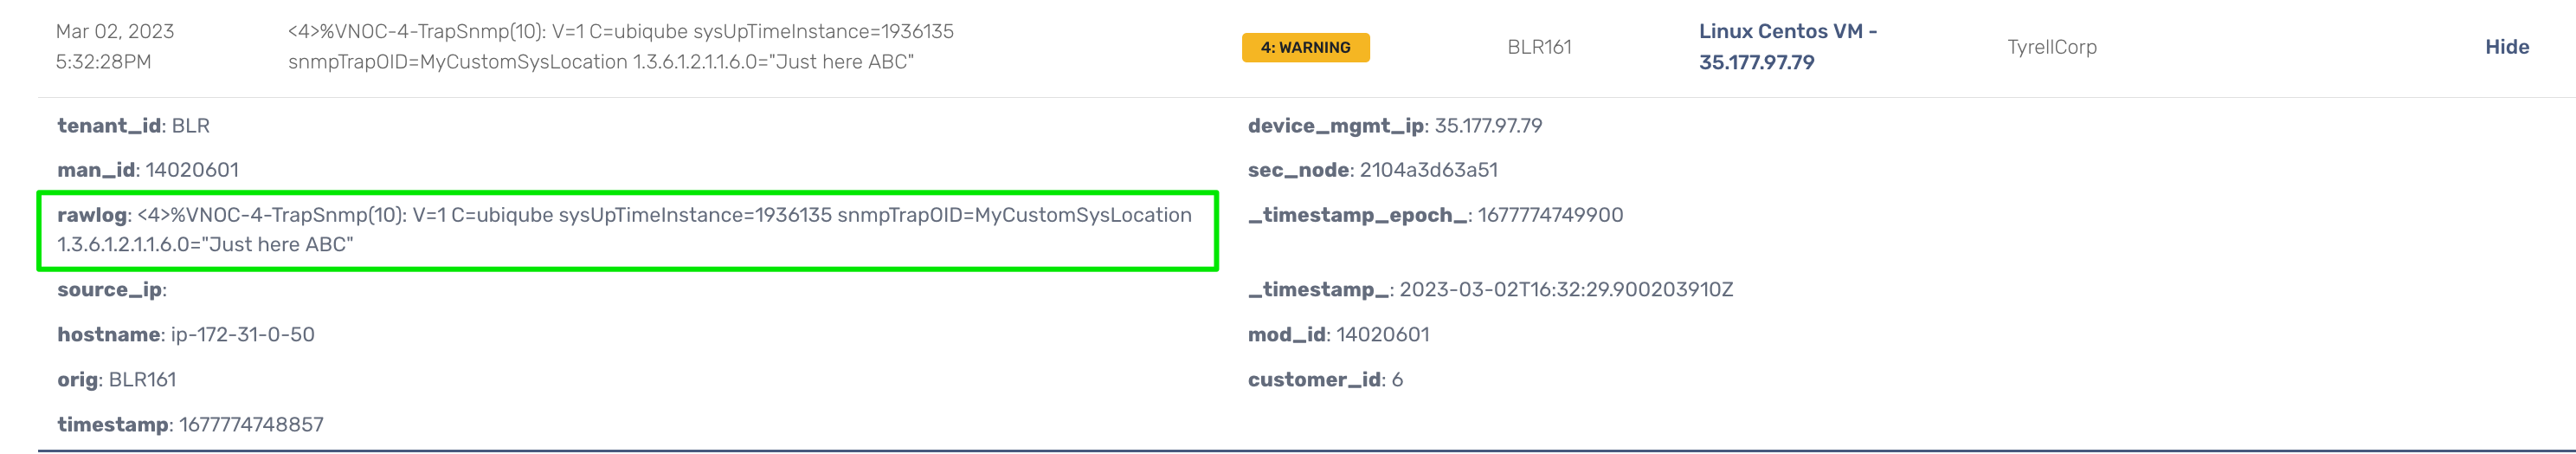 Mar 02, 2023
5:32:28PM
<4>%VNOC-4-TrapSnmp(10): V=1 C=ubiqube sysUpTimeInstance=1936135
snmpTrapOID=MyCustomSysLocation 1.3.6.1.2.1.1.6.0="Just here ABC"
4: WARNING
BLR161
Linux Centos VM -
35.177.97.79
TyrellCorp
Hide
tenant_id: BLR
device_mgmt_ip: 35.177.97.79
man_id: 14020601
sec_node: 2104a3d63a51
rawlog: <4>%VNOC-4-TrapSnmp(10): V=1 C=ubiqube sysUpTimeInstance=1936135 snmpTrapOID=MyCustomSysLocation
1.3.6.1.2.1.1.6.0="Just here ABC"
_timestamp_epoch_: 1677774749900
source_ip:
_timestamp_: 2023-03-02T16:32:29.900203910Z
hostname: ip-172-31-0-50
mod_id: 14020601
orig: BLR161
customer_id: 6
timestamp: 1677774748857